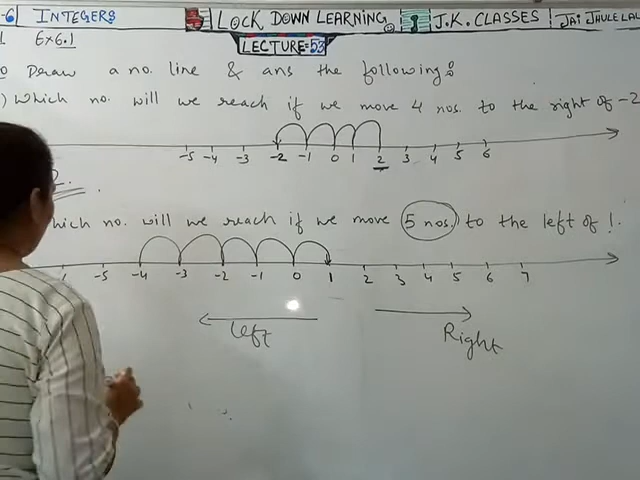 -6 INTEGERS LOCK DOWN LEARNING J.K. CLASSES JAI JHULELAL
Ex 6.1 LECTURE=53
Draw a no. line & ans the following:
) Which no. will we reach if we move 4 nos. to the right of -2
-5 -4 -3 -2 -1 0 1 2 3 4 5 6
2.
hich no. will we reach if we move 5 nos. to the left of 1.
-5 -4 -3 -2 -1 0 1 2 3 4 5 6 7
left Right